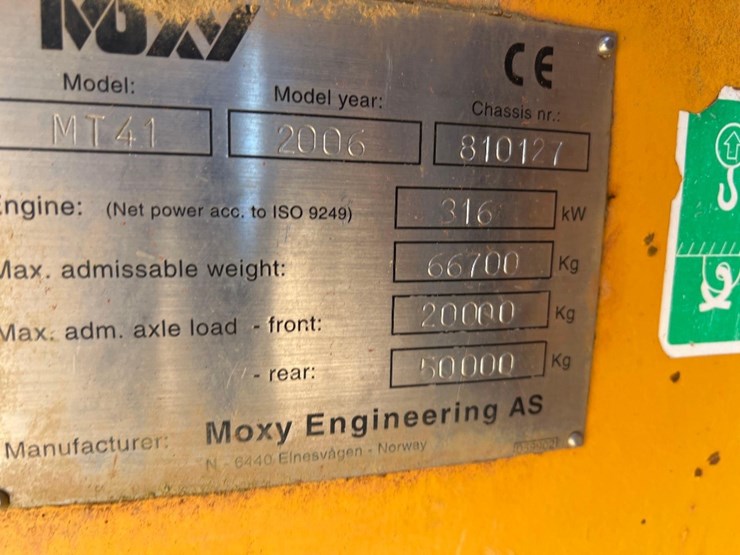 MOXY
CE
Model: Model year: Chassis nr.:
MT41 2006 810127
Engine: (Net power acc. to ISO 9249) 316 kW
Max. admissable weight: 66700 Kg
Max. adm. axle load - front: 20000 Kg
- rear: 50000 Kg
Manufacturer: Moxy Engineering AS
N - 6440 Elnesvågen - Norway